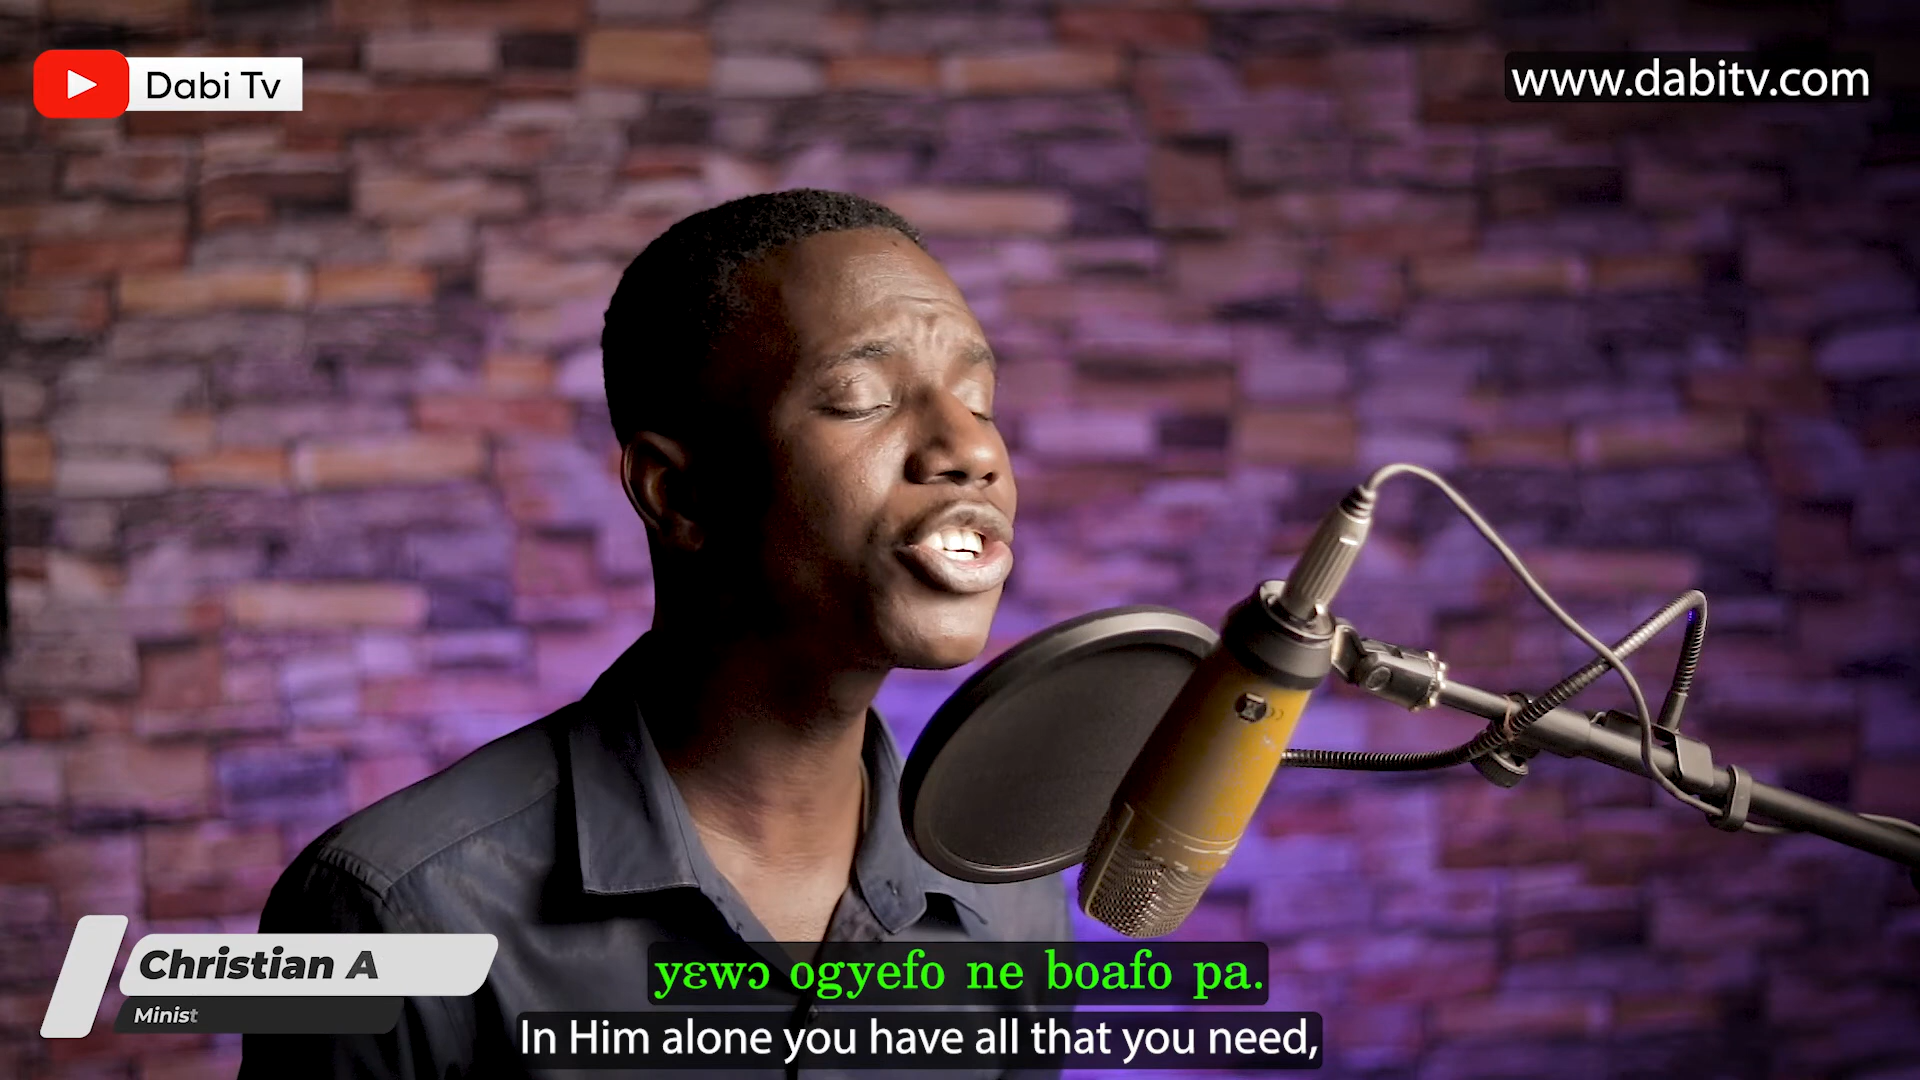 Dabi Tv
www.dabitv.com
Christian A
Minist
yɛwɔ ogyefo ne boafo pa.
In Him alone you have all that you need,